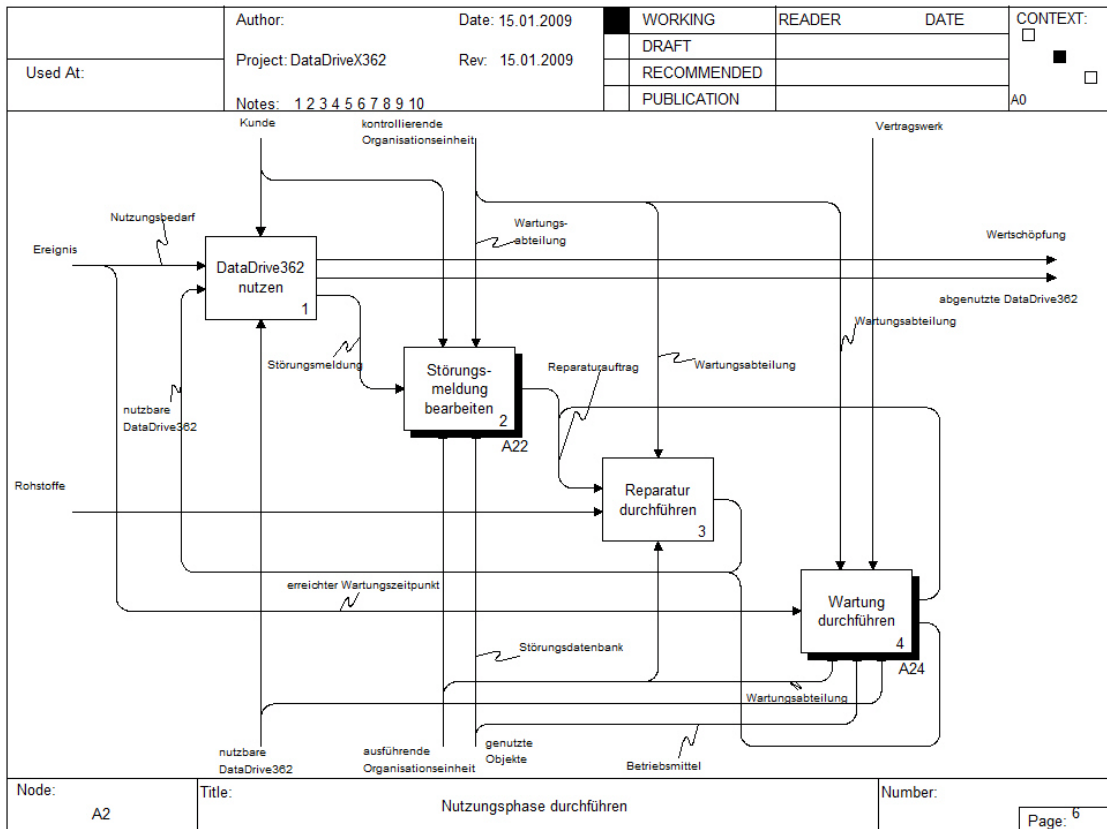 Used At:
Author:
Date: 15.01.2009
Project: DataDriveX362
Rev: 15.01.2009
Notes: 1 2 3 4 5 6 7 8 9 10
WORKING
DRAFT
RECOMMENDED
PUBLICATION
READER
DATE
CONTEXT:
A0
Kunde
kontrollierende
Organisationseinheit
Vertragswerk
Nutzungsbedarf
Ereignis
Wartungs-
abteilung
Wertschöpfung
DataDrive362
nutzen
1
abgenutzte DataDrive362
Wartungsabteilung
Störungsmeldung
Störungs-
meldung
bearbeiten
2
A22
Reparaturauftrag
Wartungsabteilung
nutzbare
DataDrive362
Rohstoffe
Reparatur
durchführen
3
erreichter Wartungszeitpunkt
Wartung
durchführen
4
A24
Störungsdatenbank
Wartungsabteilung
nutzbare
DataDrive362
ausführende
Organisationseinheit
genutzte
Objekte
Betriebsmittel
Node:
A2
Title:
Nutzungsphase durchführen
Number:
Page: 6